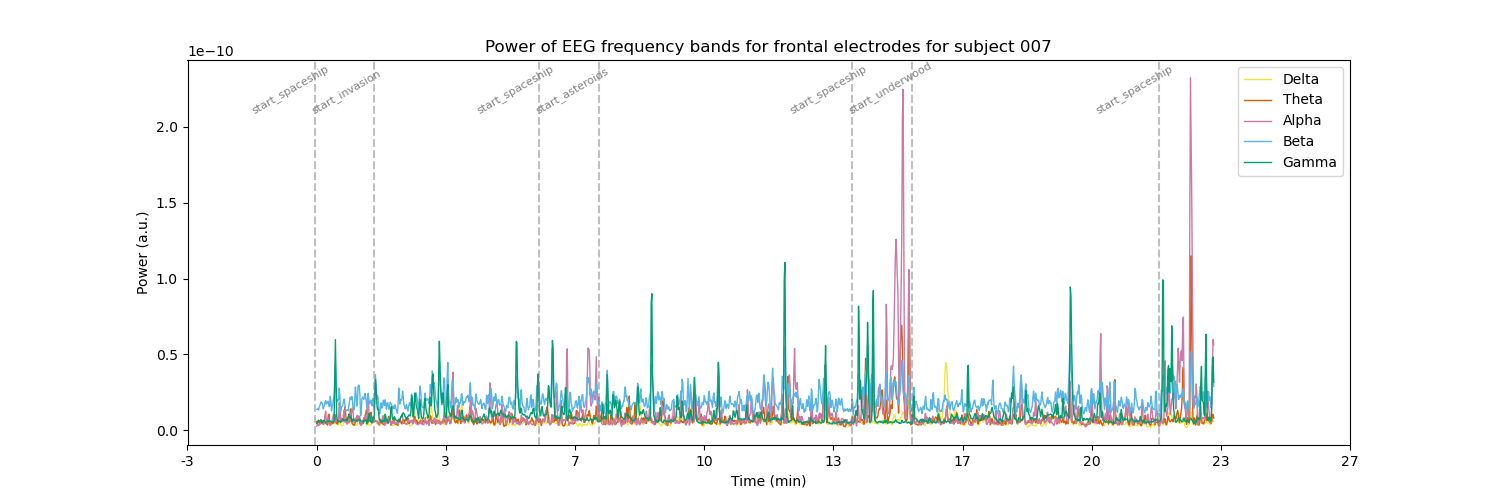 Power of EEG frequency bands for frontal electrodes for subject 007
1e−10
start_spaceship
start_invasion
start_spaceship
start_asteroids
start_spaceship
start_underwood
start_spaceship
Delta
Theta
Alpha
Beta
Gamma
2.0
1.5
1.0
0.5
0.0
Power (a.u.)
-3 0 3 7 10 13 17 20 23 27
Time (min)